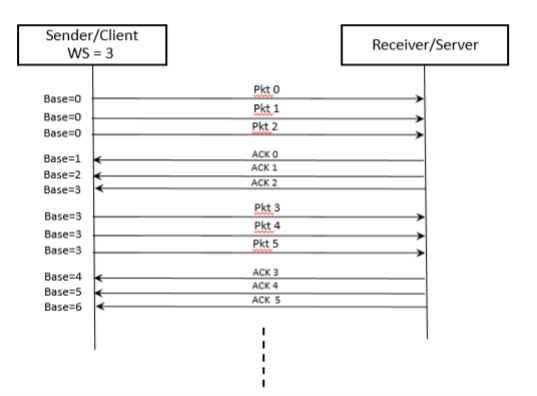 Sender/Client
WS = 3
Receiver/Server
Base=0 Pkt 0
Base=0 Pkt 1
Base=0 Pkt 2
Base=1 ACK 0
Base=2 ACK 1
Base=3 ACK 2
Base=3 Pkt 3
Base=3 Pkt 4
Base=3 Pkt 5
Base=4 ACK 3
Base=5 ACK 4
Base=6 ACK 5